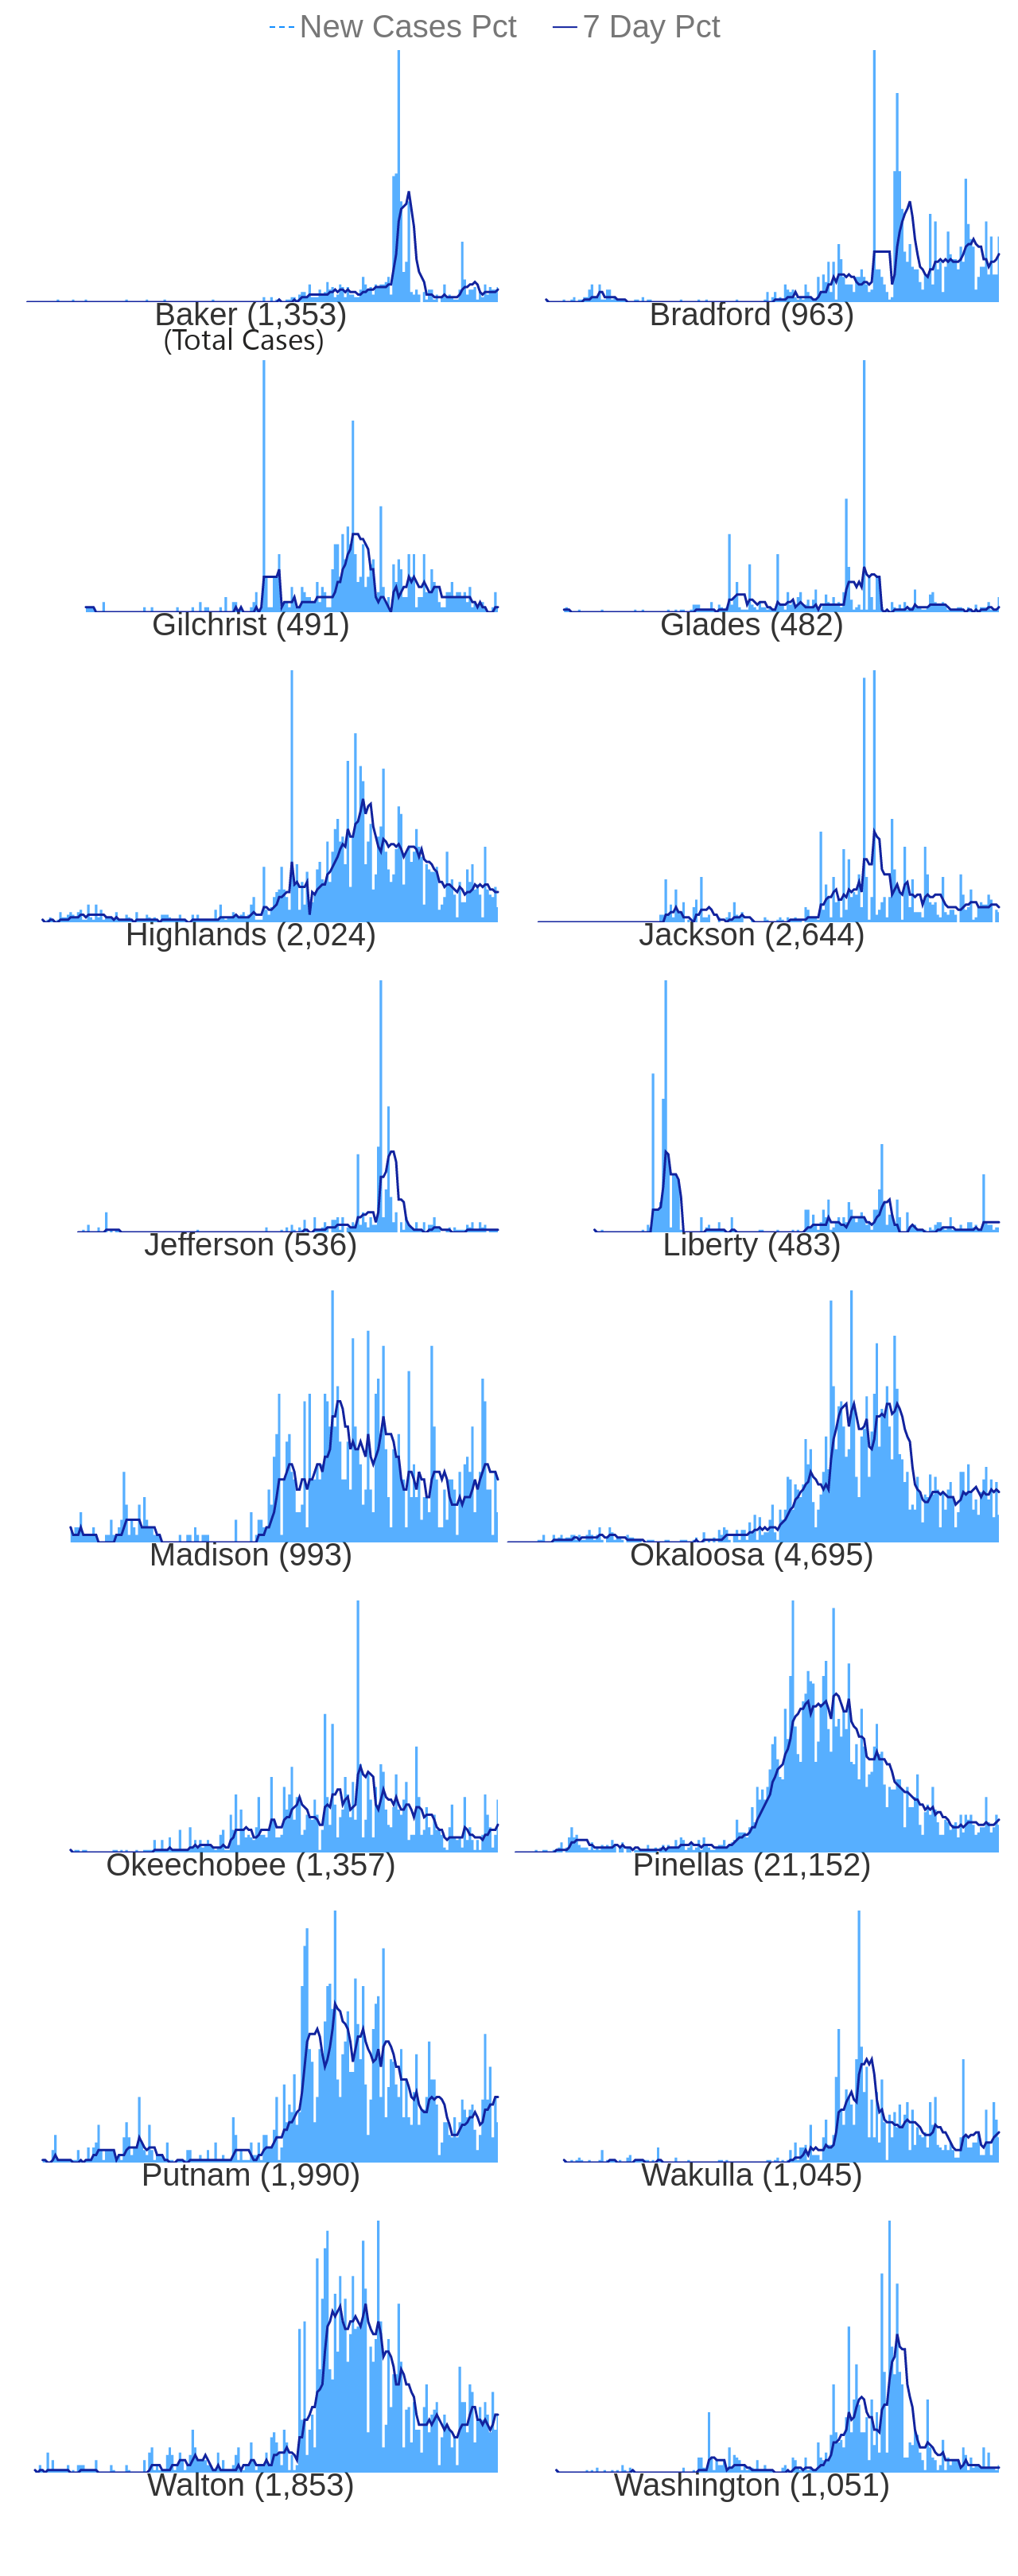 New Cases Pct 7 Day Pct
Baker (1,353) Bradford (963)
(Total Cases)
Gilchrist (491) Glades (482)
Highlands (2,024) Jackson (2,644)
Jefferson (536) Liberty (483)
Madison (993) Okaloosa (4,695)
Okeechobee (1,357) Pinellas (21,152)
Putnam (1,990) Wakulla (1,045)
Walton (1,853) Washington (1,051)